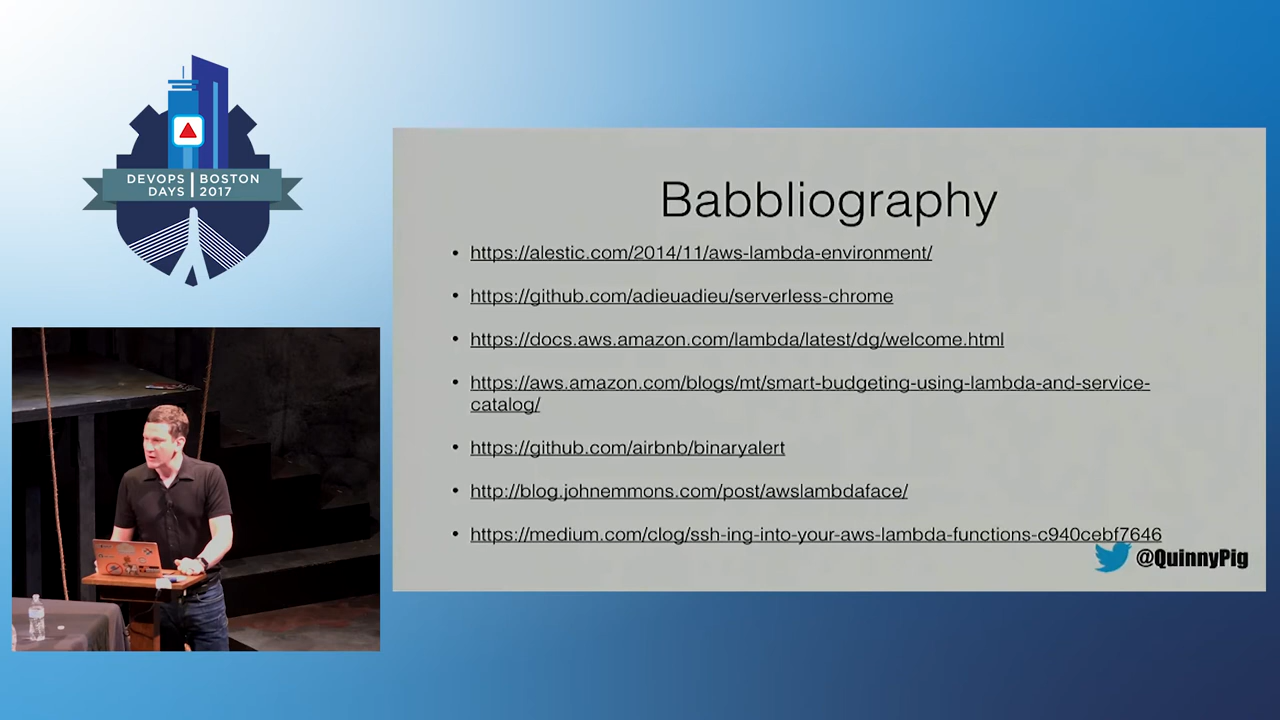 DEVOPS BOSTON
DAYS 2017
Babbliography
• https://alestic.com/2014/11/aws-lambda-environment/
• https://github.com/adieuadieu/serverless-chrome
• https://docs.aws.amazon.com/lambda/latest/dg/welcome.html
• https://aws.amazon.com/blogs/mt/smart-budgeting-using-lambda-and-service-
catalog/
• https://github.com/airbnb/binaryalert
• http://blog.johnemmons.com/post/awslambdaface/
• https://medium.com/clog/ssh-ing-into-your-aws-lambda-functions-c940cebf7646
@QuinnyPig